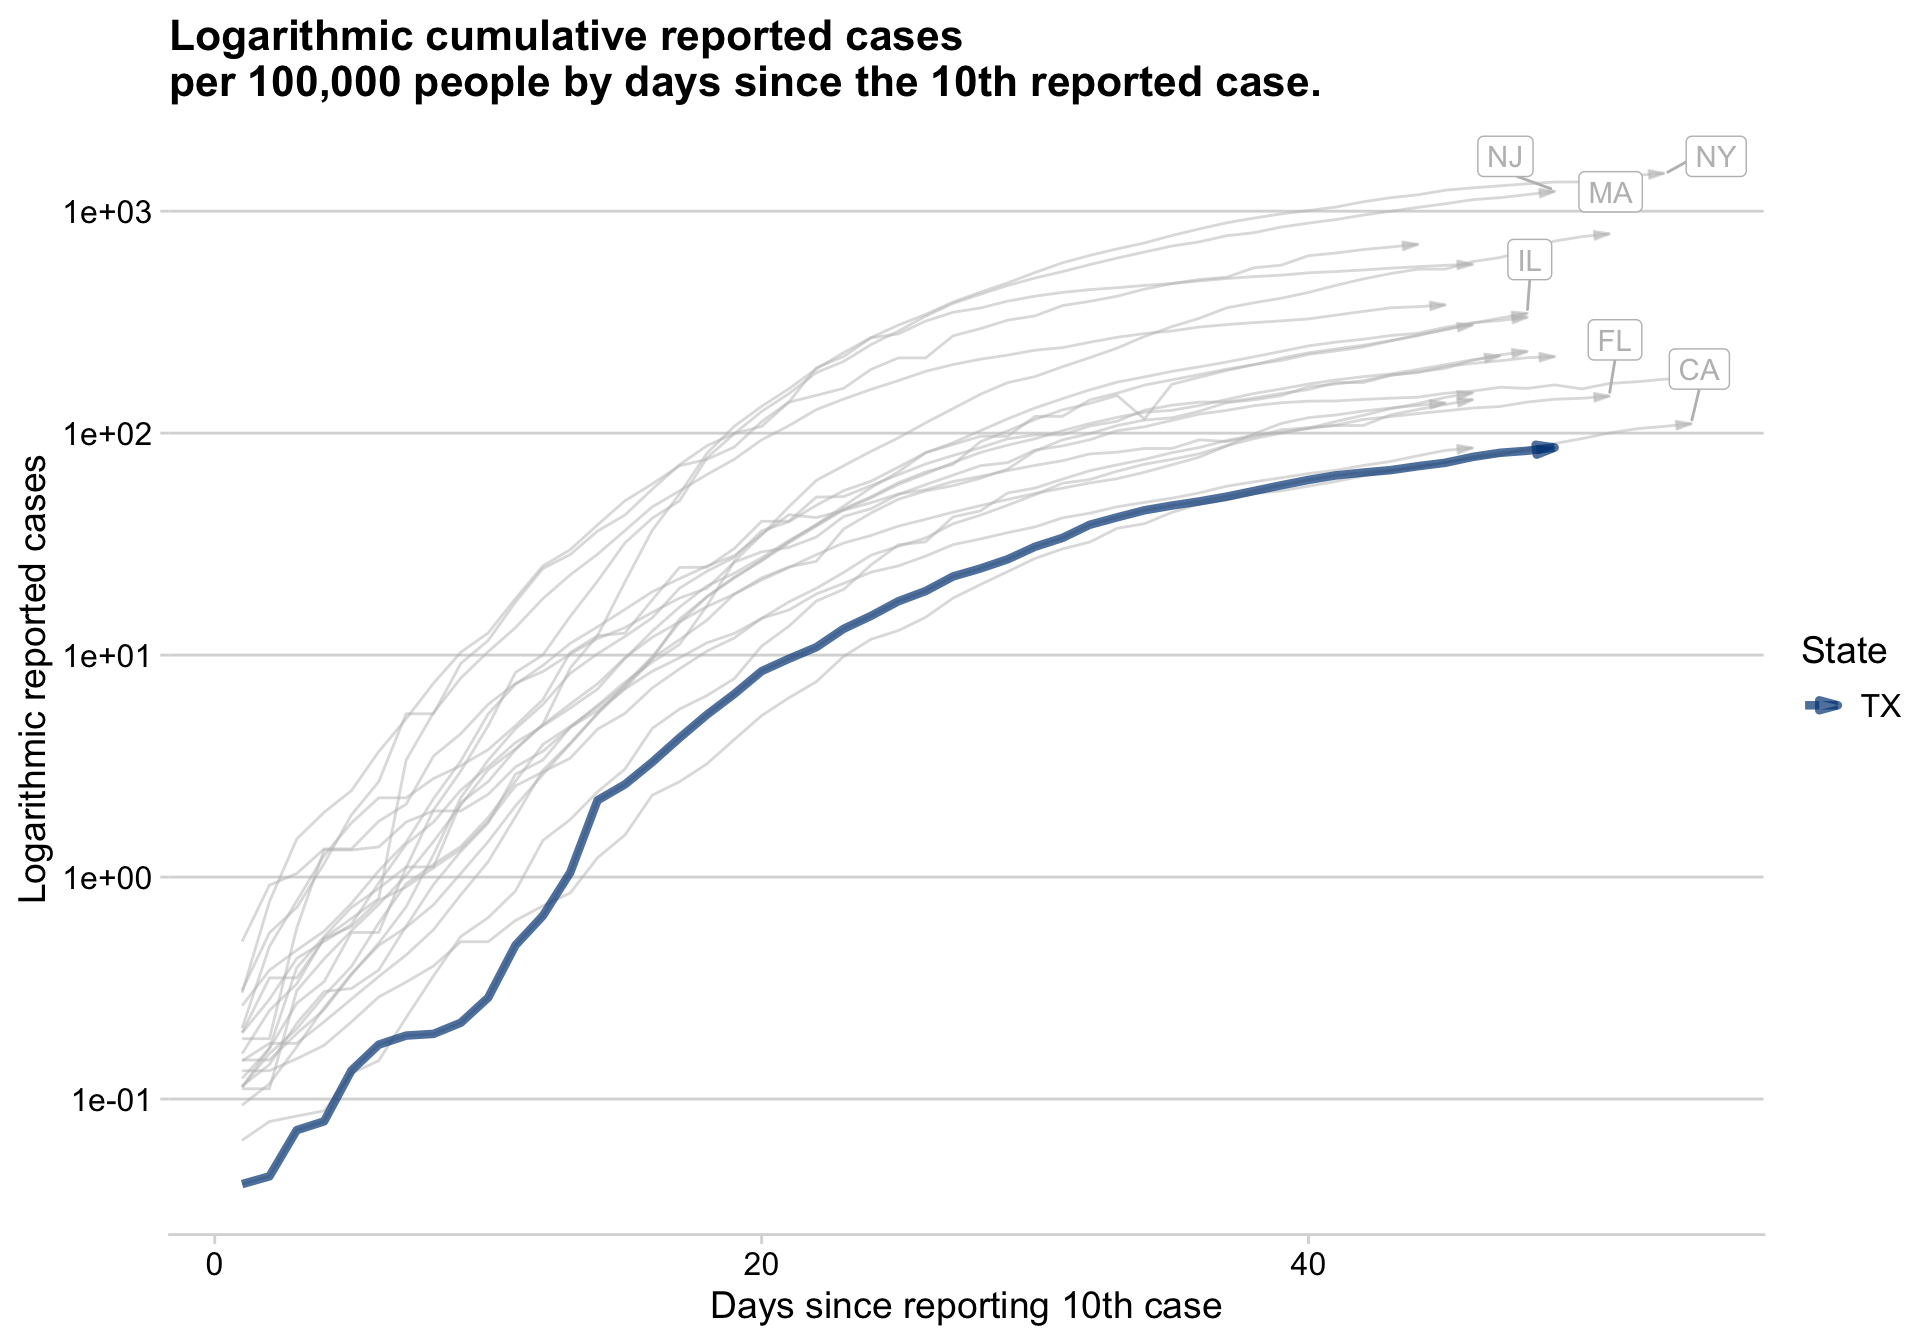 Logarithmic cumulative reported cases
per 100,000 people by days since the 10th reported case.
NJ
NY
MA
1e+03
IL
FL
CA
1e+02
Logarithmic reported cases
1e+01
State
TX
1e+00
1e-01
0
20
40
Days since reporting 10th case